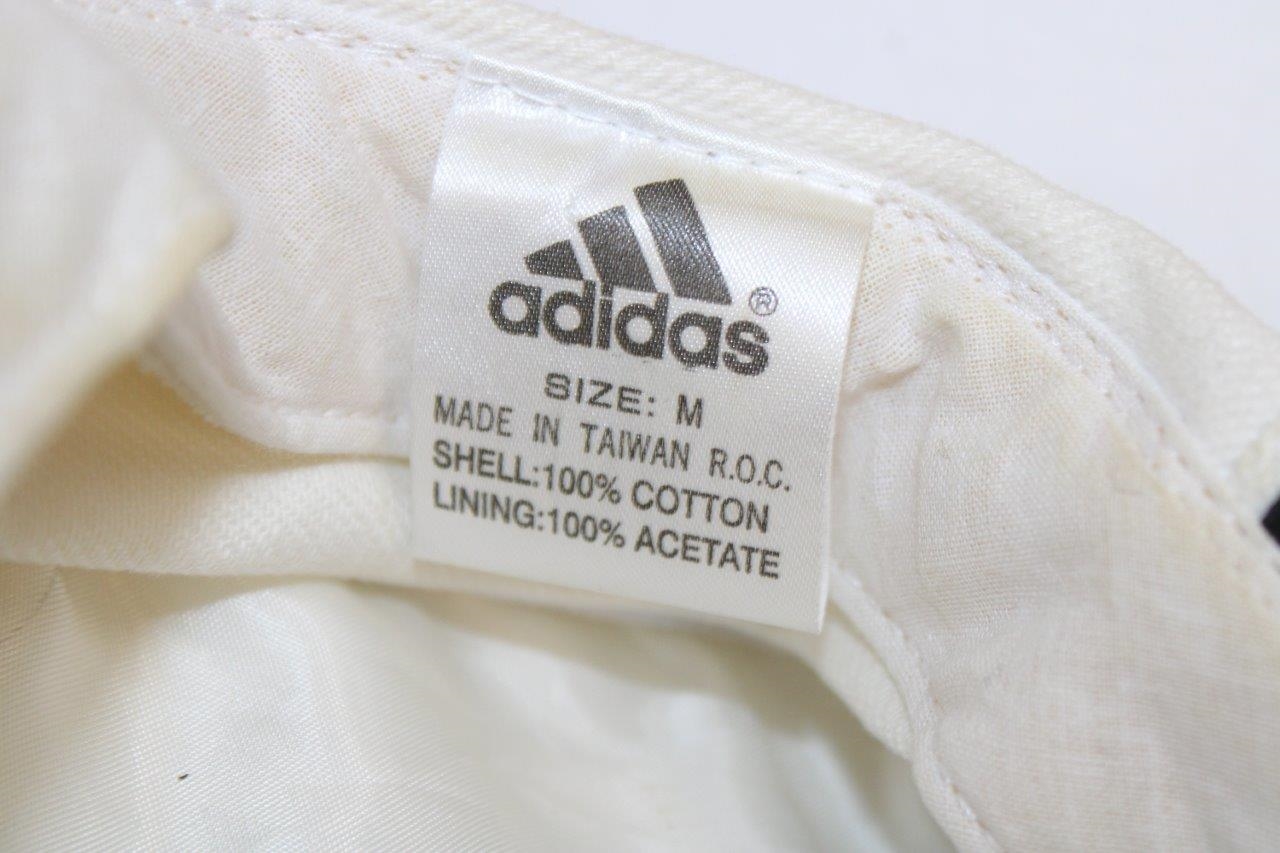 adidas®
SIZE: M
MADE IN TAIWAN R.O.C.
SHELL:100% COTTON
LINING:100% ACETATE